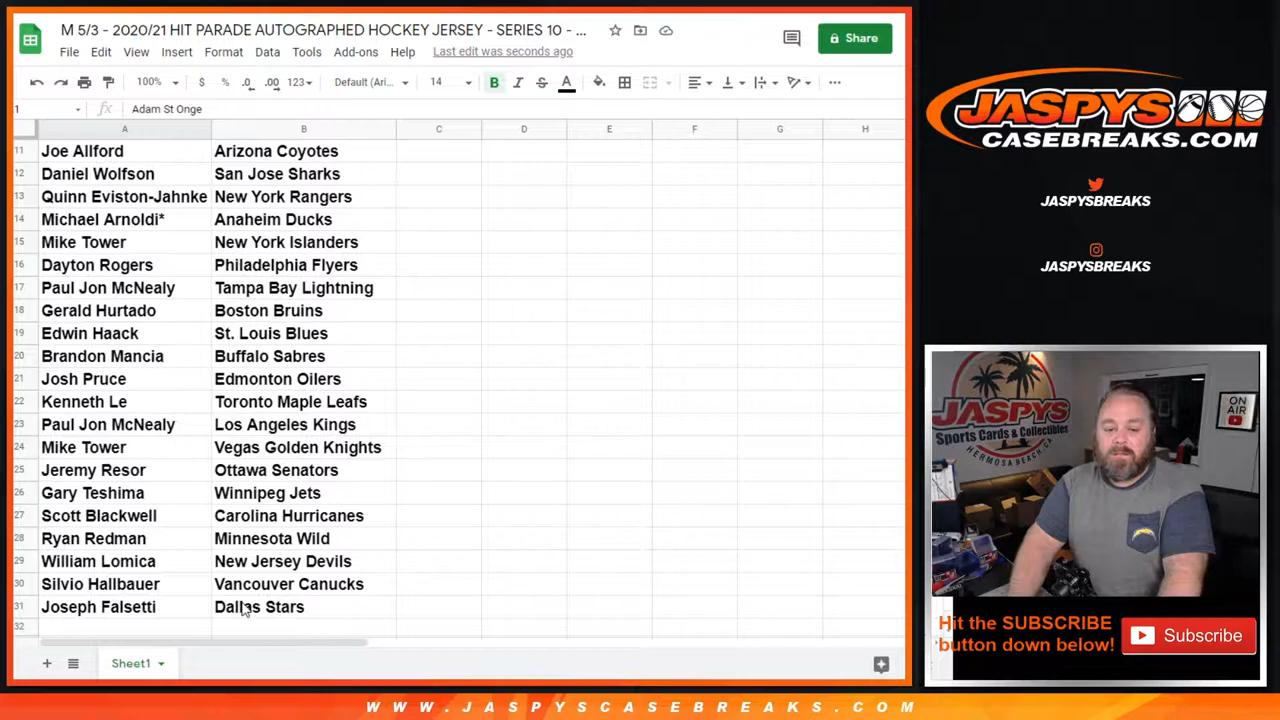 M 5/3 - 2020/21 HIT PARADE AUTOGRAPHED HOCKEY JERSEY - SERIES 10 - ...
File Edit View Insert Format Data Tools Add-ons Help Last edit was seconds ago
Share
100% $ % .0 .00 123 Default (Ari... 14 B I S A
1 fx Adam St Onge
A B C D E F G H
11 Joe Allford Arizona Coyotes
12 Daniel Wolfson San Jose Sharks
13 Quinn Eviston-Jahnke New York Rangers
14 Michael Arnoldi* Anaheim Ducks
15 Mike Tower New York Islanders
16 Dayton Rogers Philadelphia Flyers
17 Paul Jon McNealy Tampa Bay Lightning
18 Gerald Hurtado Boston Bruins
19 Edwin Haack St. Louis Blues
20 Brandon Mancia Buffalo Sabres
21 Josh Pruce Edmonton Oilers
22 Kenneth Le Toronto Maple Leafs
23 Paul Jon McNealy Los Angeles Kings
24 Mike Tower Vegas Golden Knights
25 Jeremy Resor Ottawa Senators
26 Gary Teshima Winnipeg Jets
27 Scott Blackwell Carolina Hurricanes
28 Ryan Redman Minnesota Wild
29 William Lomica New Jersey Devils
30 Silvio Hallbauer Vancouver Canucks
31 Joseph Falsetti Dallas Stars
32
Sheet1
JASPYS
CASEBREAKS.COM
JASPYSBREAKS
JASPYSBREAKS
JASPYS
Sports Cards & Collectibles
HERMOSA BEACH, CA
ON
AIR
Hit the SUBSCRIBE
button down below!
Subscribe
WWW.JASPYSCASEBREAKS.COM